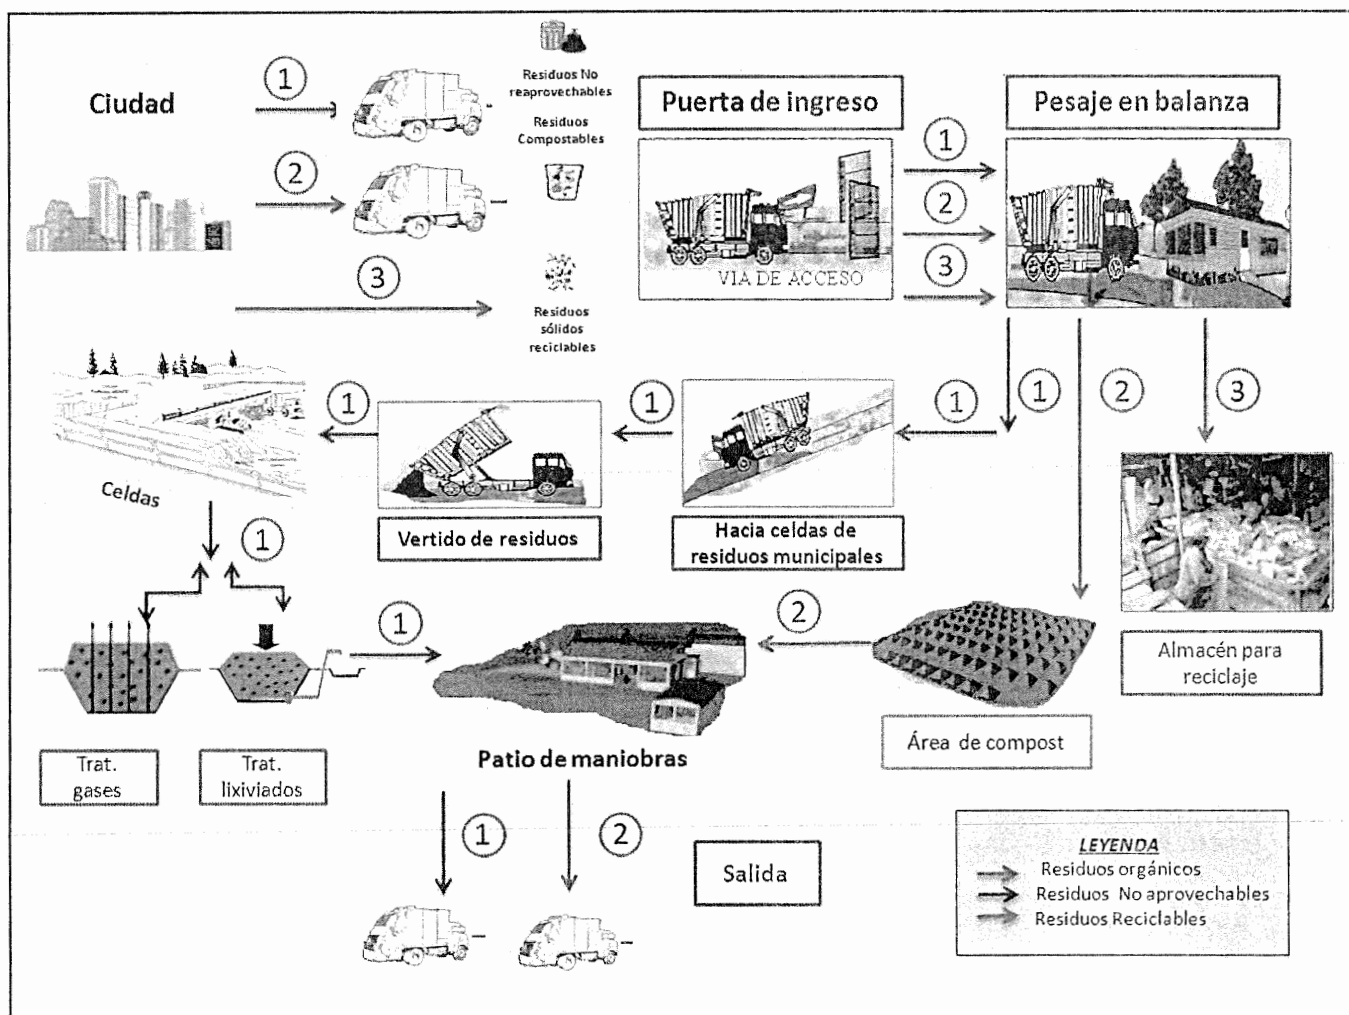 Ciudad
1
2
3
Residuos No
reaprovechables
Residuos
Compostables
Residuos
sólidos
reciclables
Puerta de ingreso
VIA DE ACCESO
1
2
3
Pesaje en balanza
1
2
3
1
Hacia celdas de
residuos municipales
1
Vertido de residuos
1
Celdas
1
Trat.
gases
Trat.
lixiviados
1
Patio de maniobras
2
Área de compost
Almacén para
reciclaje
1
2
Salida
LEYENDA
Residuos orgánicos
Residuos No aprovechables
Residuos Reciclables